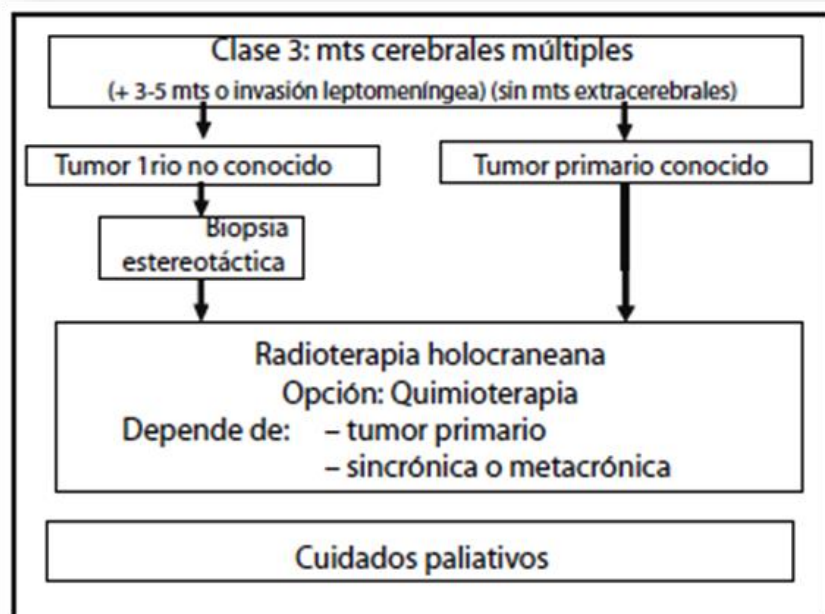 Clase 3: mts cerebrales múltiples
(+ 3-5 mts o invasión leptomeníngea) (sin mts extracerebrales)
Tumor 1rio no conocido
Tumor primario conocido
Biopsia
estereotáctica
Radioterapia holocraneana
Opción: Quimioterapia
Depende de: – tumor primario
– sincrónica o metacrónica
Cuidados paliativos